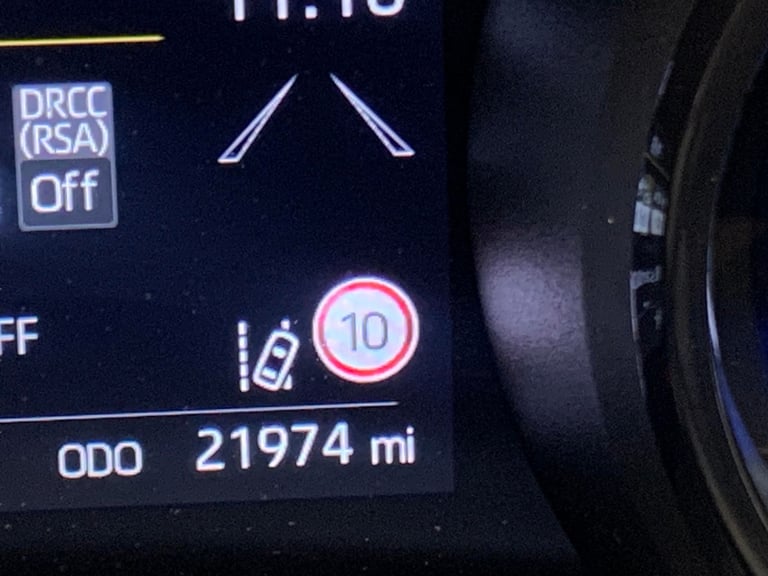 DRCC
(RSA)
Off
FF
10
ODO 21974 mi